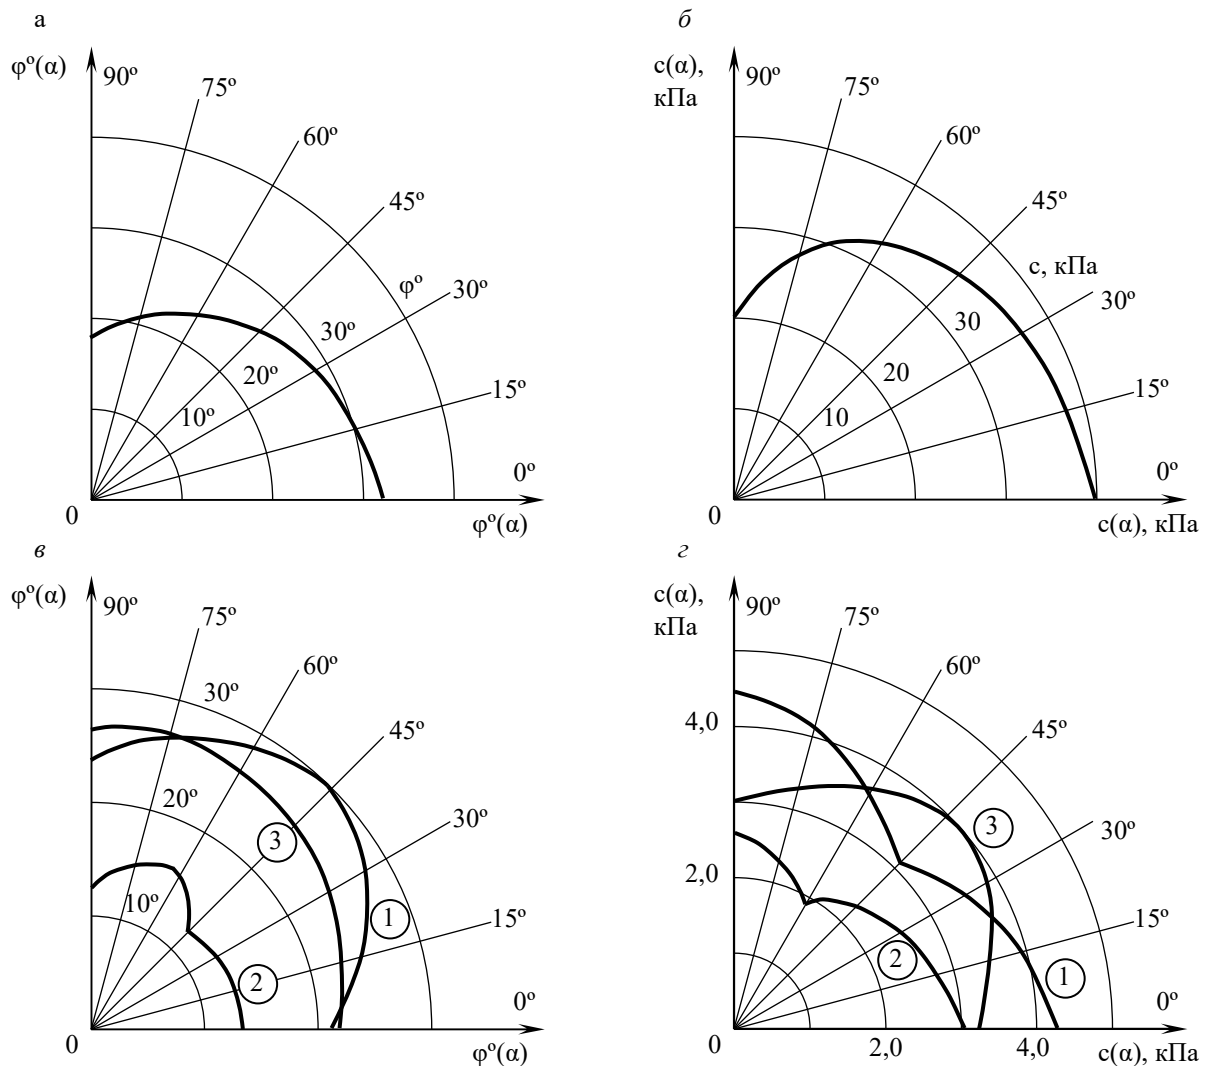 а
φº(α)
90º
75º
60º
45º
φº
30º
30º
20º
15º
10º
0º
0
φº(α)
б
c(α),
кПа
90º
75º
60º
45º
c, кПа
30º
30
20
15º
10
0º
0
c(α), кПа
в
φº(α)
90º
75º
60º
30º
45º
20º
30º
3
10º
1
15º
2
0º
0
φº(α)
г
c(α),
кПа
90º
75º
60º
4,0
45º
3
30º
2,0
15º
2
1
0º
0
2,0
4,0
c(α), кПа